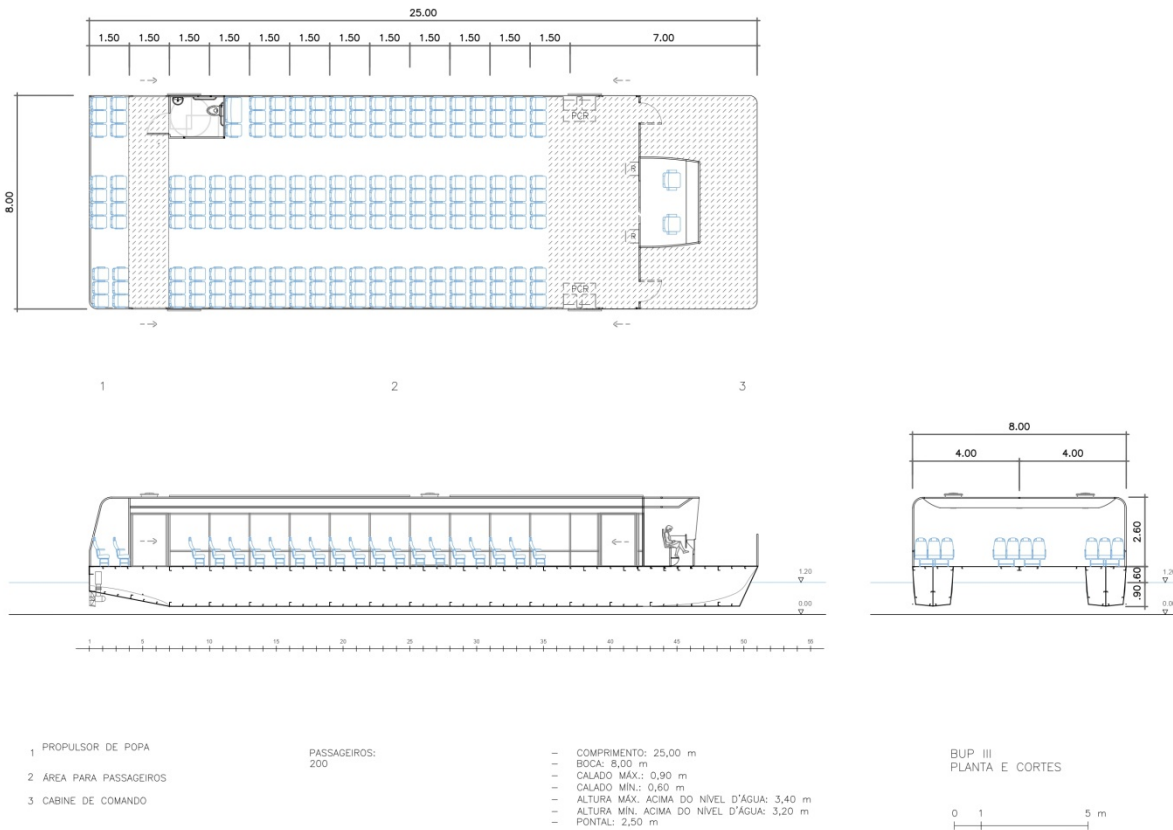 25.00
1.50 1.50 1.50 1.50 1.50 1.50 1.50 1.50 1.50 1.50 1.50 1.50 7.00
PCR
8.00
PCR
1 2 3
8.00
4.00 4.00
2.60
1.20 .60 1.20
.90
0.00 0.00
1 5 10 15 20 25 30 35 40 45 50 55
1 PROPULSOR DE POPA
2 ÁREA PARA PASSAGEIROS
3 CABINE DE COMANDO
PASSAGEIROS:
200
– COMPRIMENTO: 25,00 m
– BOCA: 8,00 m
– CALADO MÁX.: 0,90 m
– CALADO MÍN.: 0,60 m
– ALTURA MÁX. ACIMA DO NÍVEL D'ÁGUA: 3,40 m
– ALTURA MÍN. ACIMA DO NÍVEL D'ÁGUA: 3,20 m
– PONTAL: 2,50 m
BUP III
PLANTA E CORTES
0 1 5 m